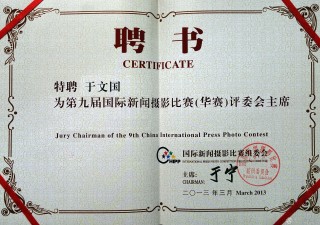 聘 书
CERTIFICATE
特聘 于文国
为第九届国际新闻摄影比赛(华赛)评委会主席
Jury Chairman of the 9th China International Press Photo Contest
国际新闻摄影比赛组委会
主席:
CHAIRMAN:
于宁
二○一三年三月 March 2013